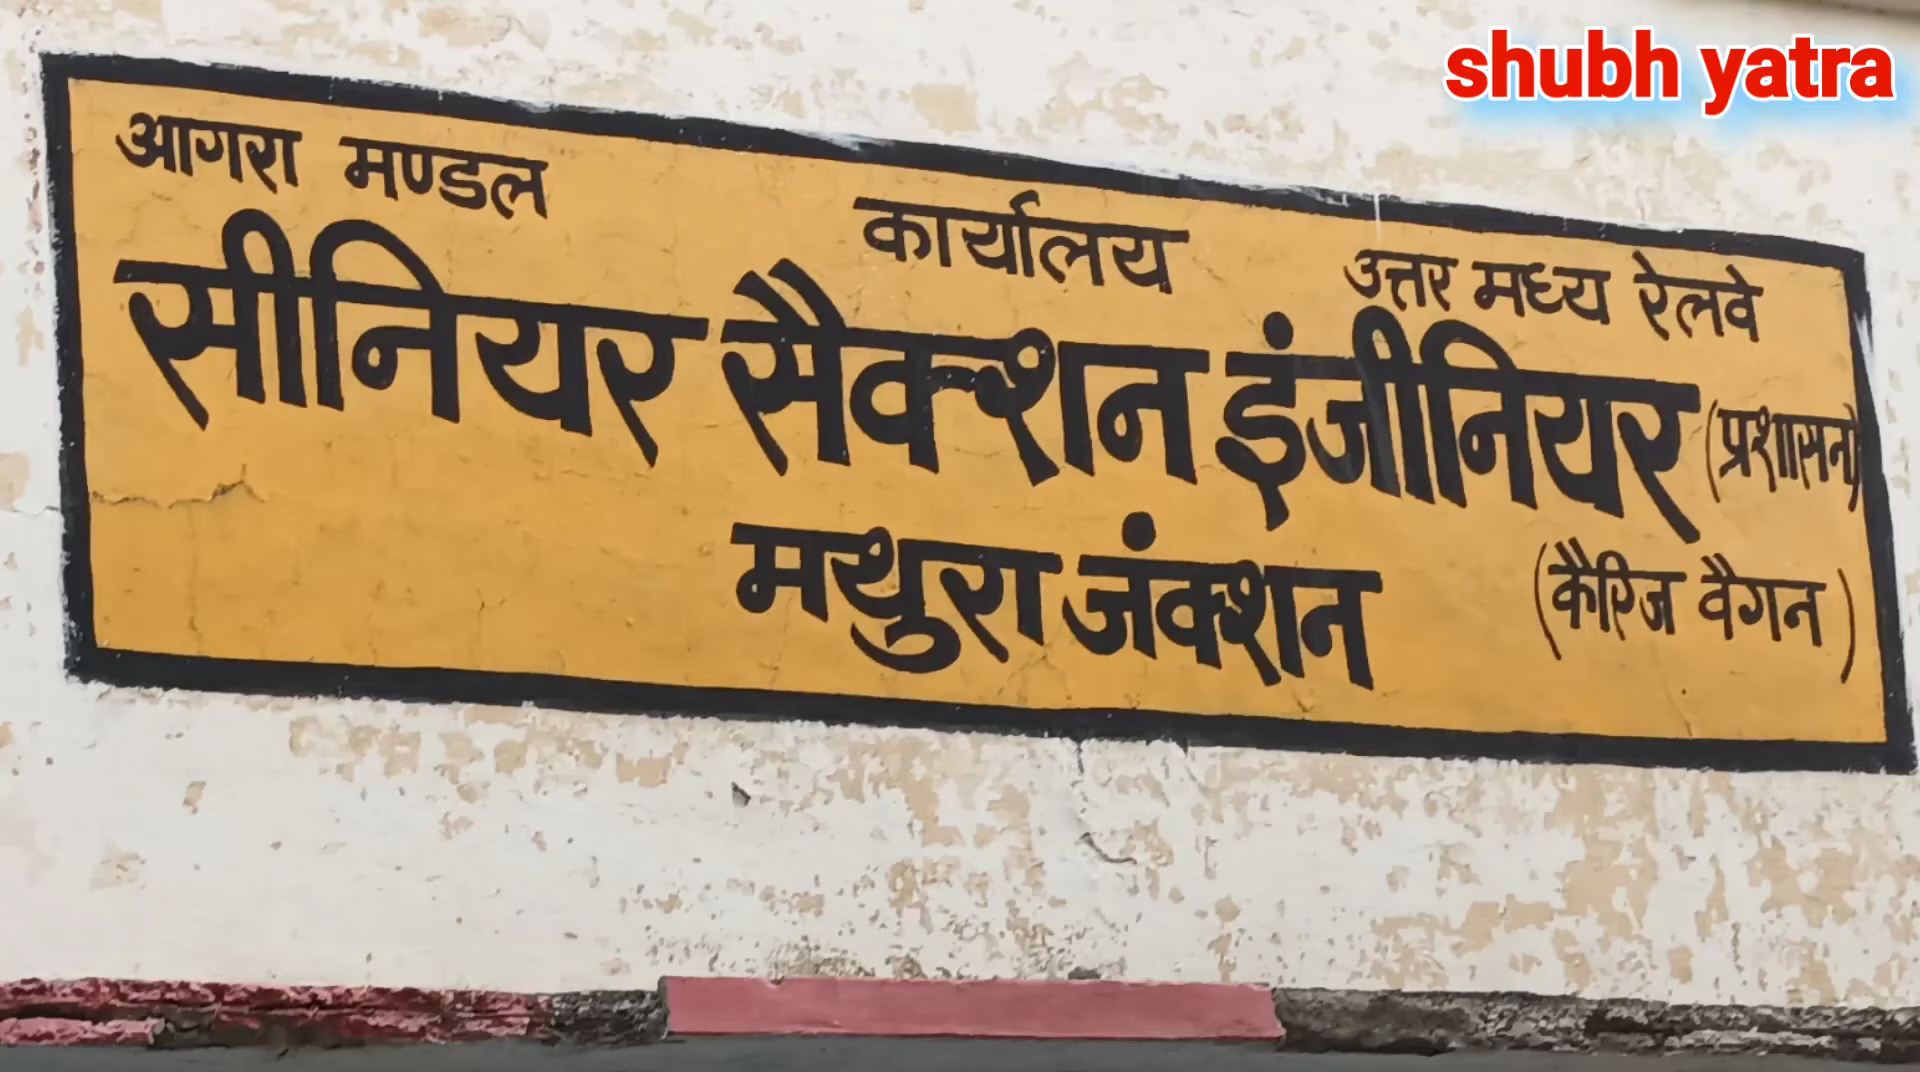 shubh yatra
आगरा मण्डल कार्यालय उत्तर मध्य रेलवे
सीनियर सैक्शन इंजीनियर (प्रशासन)
मथुरा जंक्शन (कैरिज वैगन)